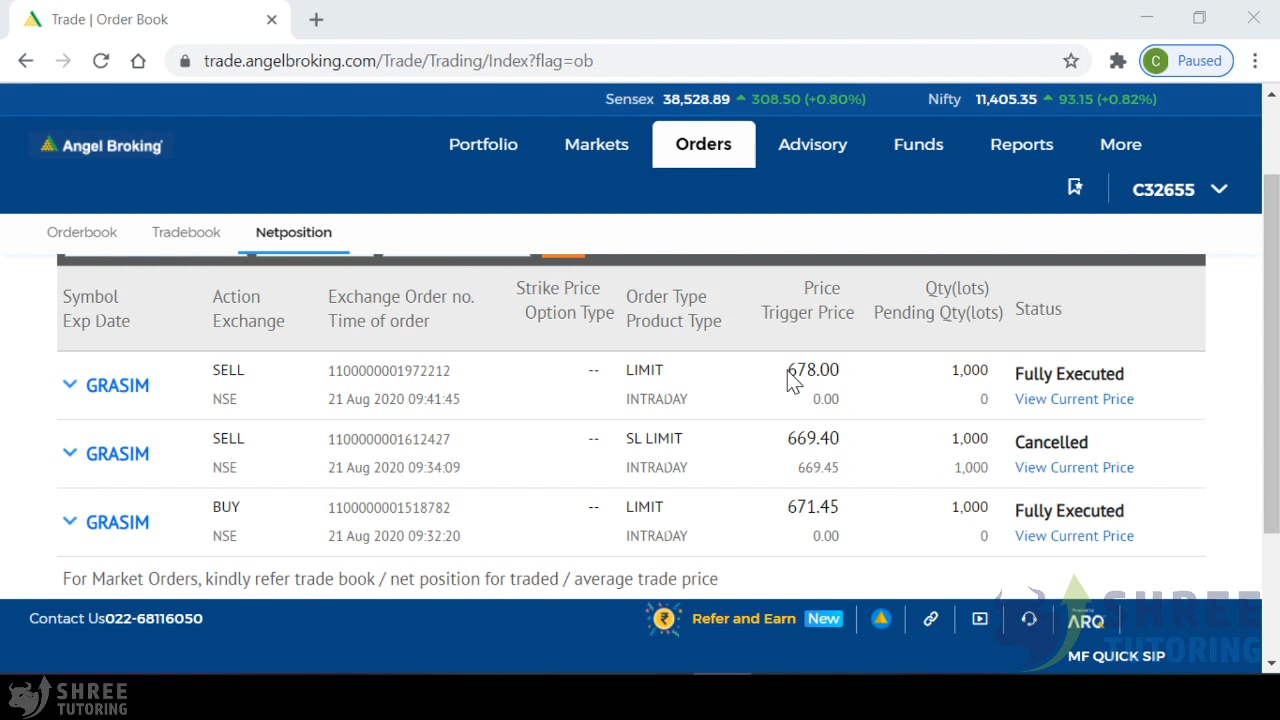 Trade | Order Book
trade.angelbroking.com/Trade/Trading/Index?flag=ob
C Paused
Sensex 38,528.89 308.50 (+0.80%) Nifty 11,405.35 93.15 (+0.82%)
Angel Broking Portfolio Markets Orders Advisory Funds Reports More
C32655
Orderbook Tradebook Netposition
Symbol Action Exchange Order no. Strike Price Order Type Price Qty(lots) Status
Exp Date Exchange Time of order Option Type Product Type Trigger Price Pending Qty(lots)
GRASIM SELL 1100000001972212 -- LIMIT 678.00 1,000 Fully Executed
NSE 21 Aug 2020 09:41:45 INTRADAY 0.00 0 View Current Price
GRASIM SELL 1100000001612427 -- SL LIMIT 669.40 1,000 Cancelled
NSE 21 Aug 2020 09:34:09 INTRADAY 669.45 1,000 View Current Price
GRASIM BUY 1100000001518782 -- LIMIT 671.45 1,000 Fully Executed
NSE 21 Aug 2020 09:32:20 INTRADAY 0.00 0 View Current Price
For Market Orders, kindly refer trade book / net position for traded / average trade price
Contact Us022-68116050 Refer and Earn New Powered by ARQ
MF QUICK SIP
SHREE
TUTORING
SHREE
TUTORING